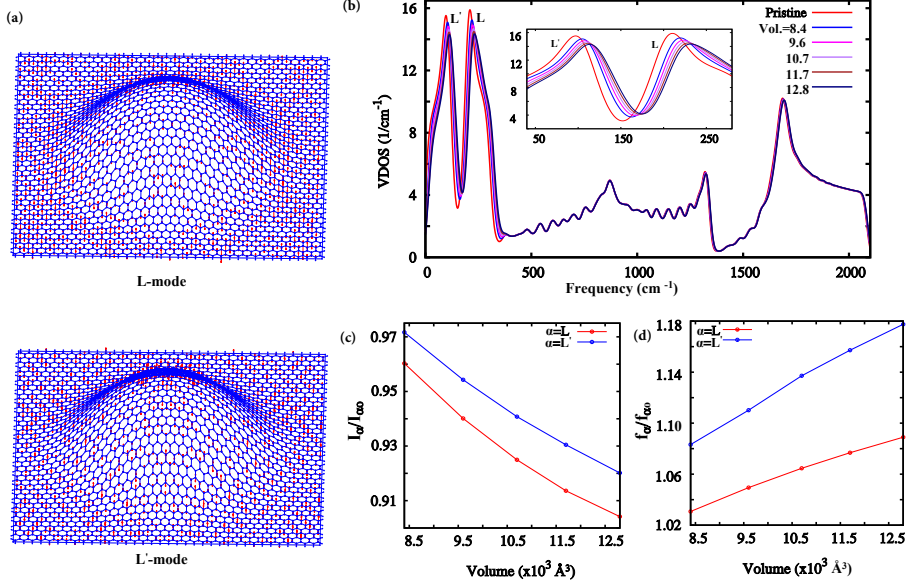 (a)
L-mode
L'-mode
(b)
VDOS (1/cm⁻¹)
16
12
8
4
0
0
500
1000
1500
2000
Frequency (cm ⁻¹)
L'
L
Pristine
Vol.=8.4
9.6
10.7
11.7
12.8
16
14
12
8
6
4
50
150
250
L'
L
(c)
α=L
α=L'
I_α/I_αo
0.97
0.95
0.93
0.91
8.5
9.5
10.5
11.5
12.5
Volume (x10³ Å³)
(d)
α=L
α=L'
f_α/f_αo
1.18
1.14
1.10
1.06
1.02
8.5
9.5
10.5
11.5
12.5
Volume (x10³ Å³)